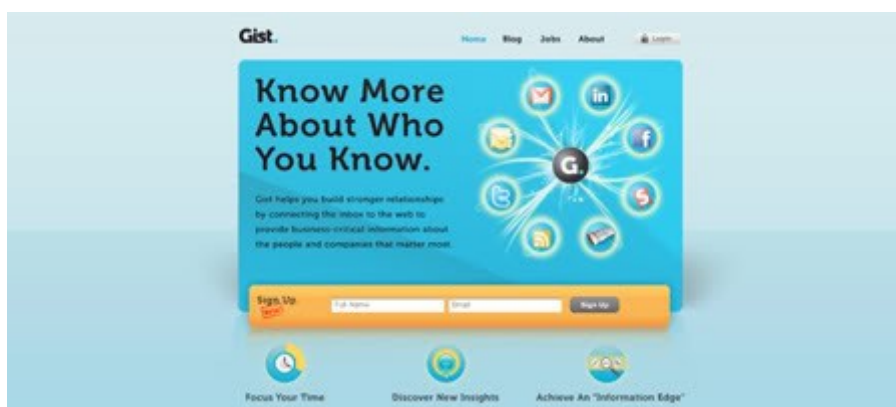 Gist.
Home Blog Jobs About Login
Know More
About Who
You Know.
Gist helps you build stronger relationships
by connecting the inbox to the web to
provide business-critical information about
the people and companies that matter most.
in
f
G.
S
Sign Up
Full Name
Email
Sign Up
Focus Your Time
Discover New Insights
Achieve An "Information Edge"